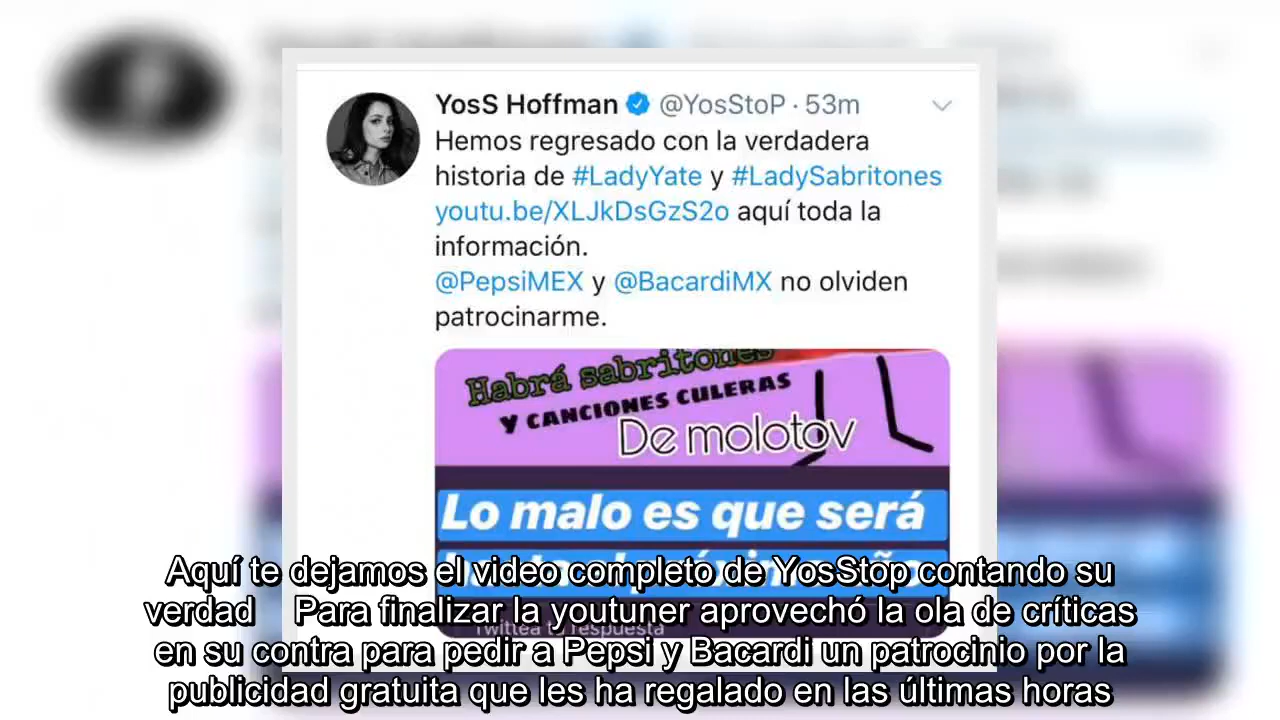 YosS Hoffman @YosStoP · 53m
Hemos regresado con la verdadera
historia de #LadyYate y #LadySabritones
youtu.be/XLJkDsGzS2o aquí toda la
información.
@PepsiMEX y @BacardiMX no olviden
patrocinarme.
Habrá sabritones
Y CANCIONES CULERAS
De molotov
Lo malo es que será
Twittea tu respuesta
Aquí te dejamos el video completo de YosStop contando su
verdad Para finalizar la youtuner aprovechó la ola de críticas
en su contra para pedir a Pepsi y Bacardi un patrocinio por la
publicidad gratuita que les ha regalado en las últimas horas